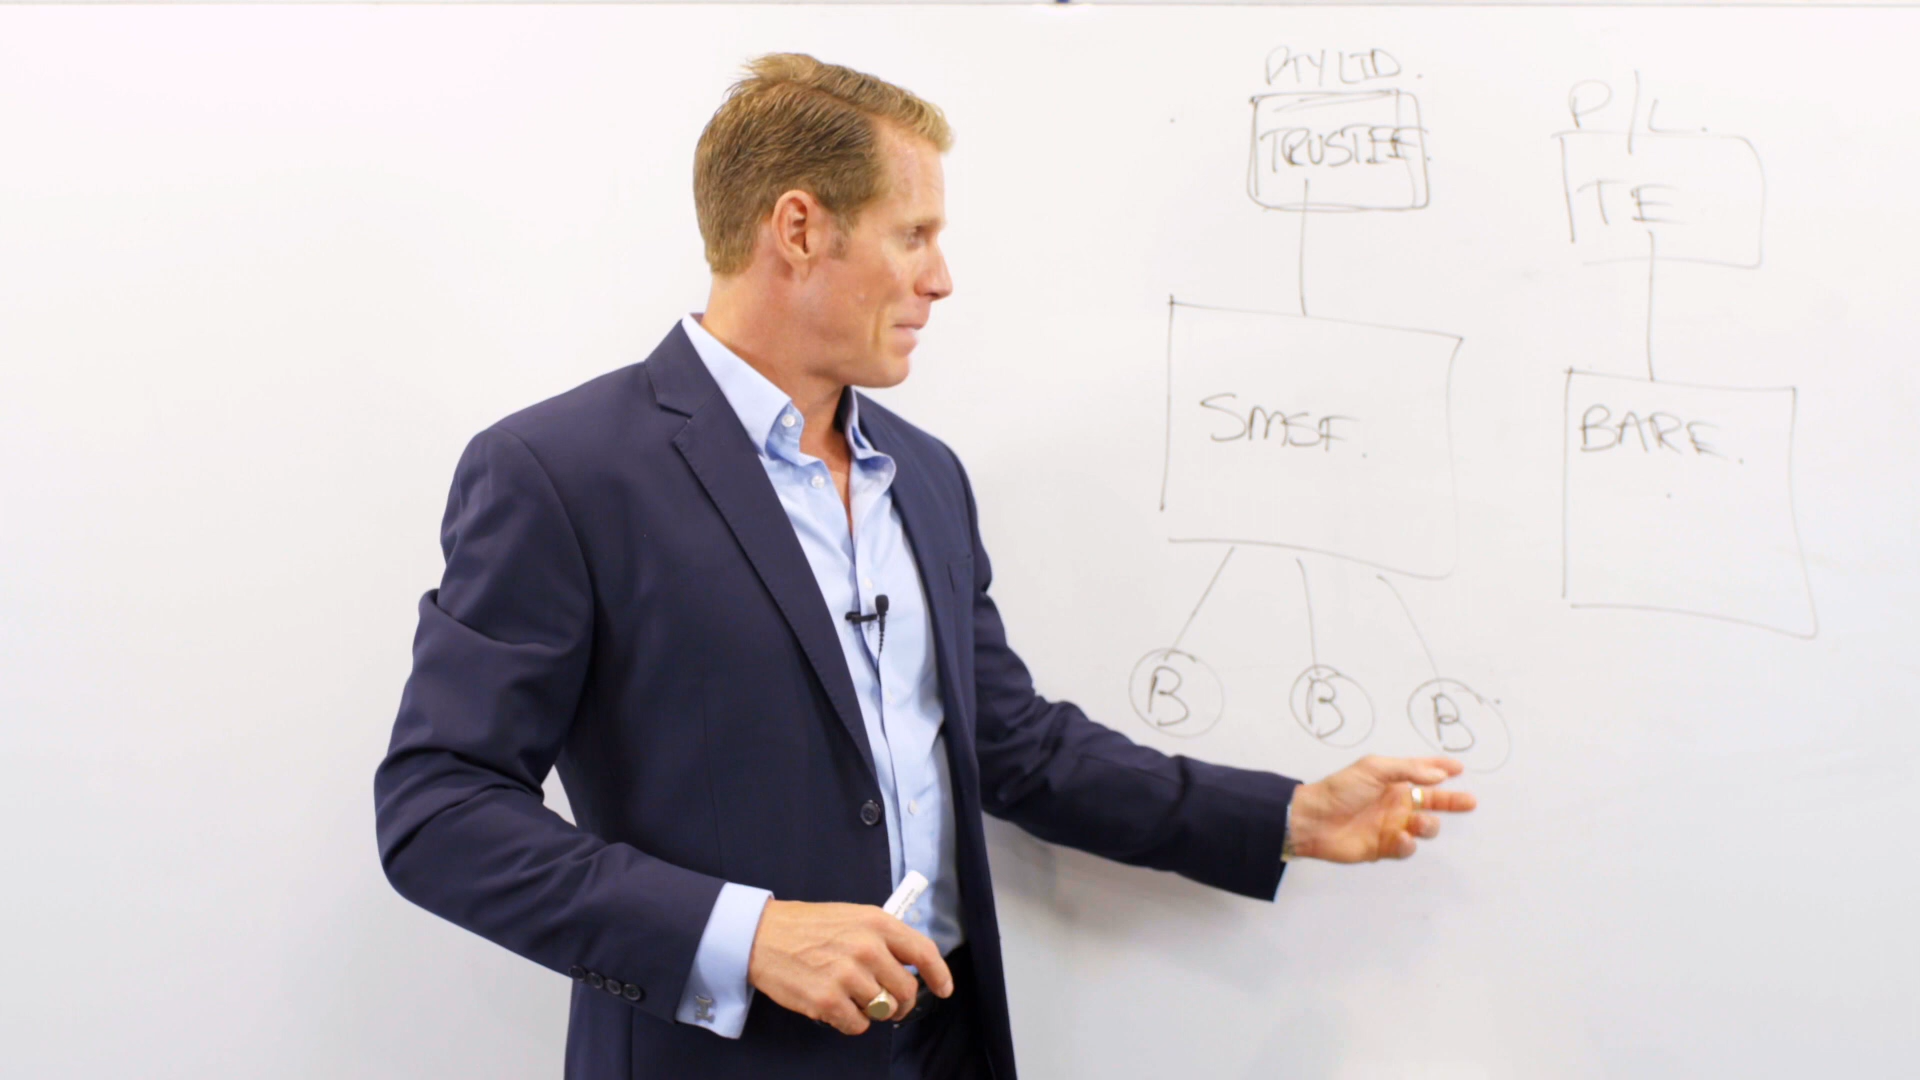 PTY LTD.
TRUSTEE.
SMSF.
B B B
P/L.
TE
BARE.